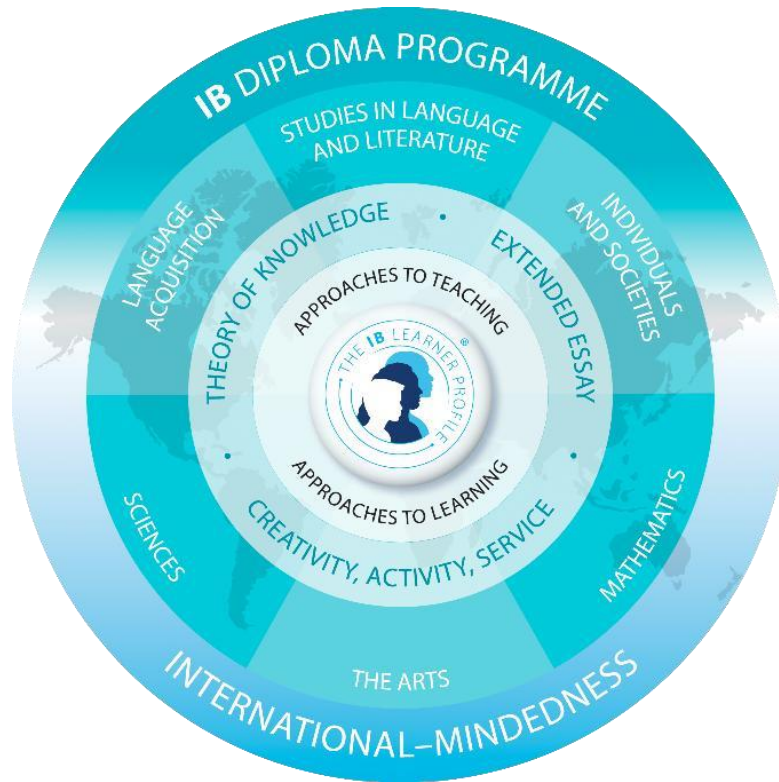 IB DIPLOMA PROGRAMME
STUDIES IN LANGUAGE
AND LITERATURE
LANGUAGE
ACQUISITION
INDIVIDUALS
AND SOCIETIES
THEORY OF KNOWLEDGE
•
EXTENDED ESSAY
•
APPROACHES TO TEACHING
THE IB LEARNER PROFILE
®
APPROACHES TO LEARNING
•
CREATIVITY, ACTIVITY, SERVICE
SCIENCES
MATHEMATICS
THE ARTS
INTERNATIONAL–MINDEDNESS